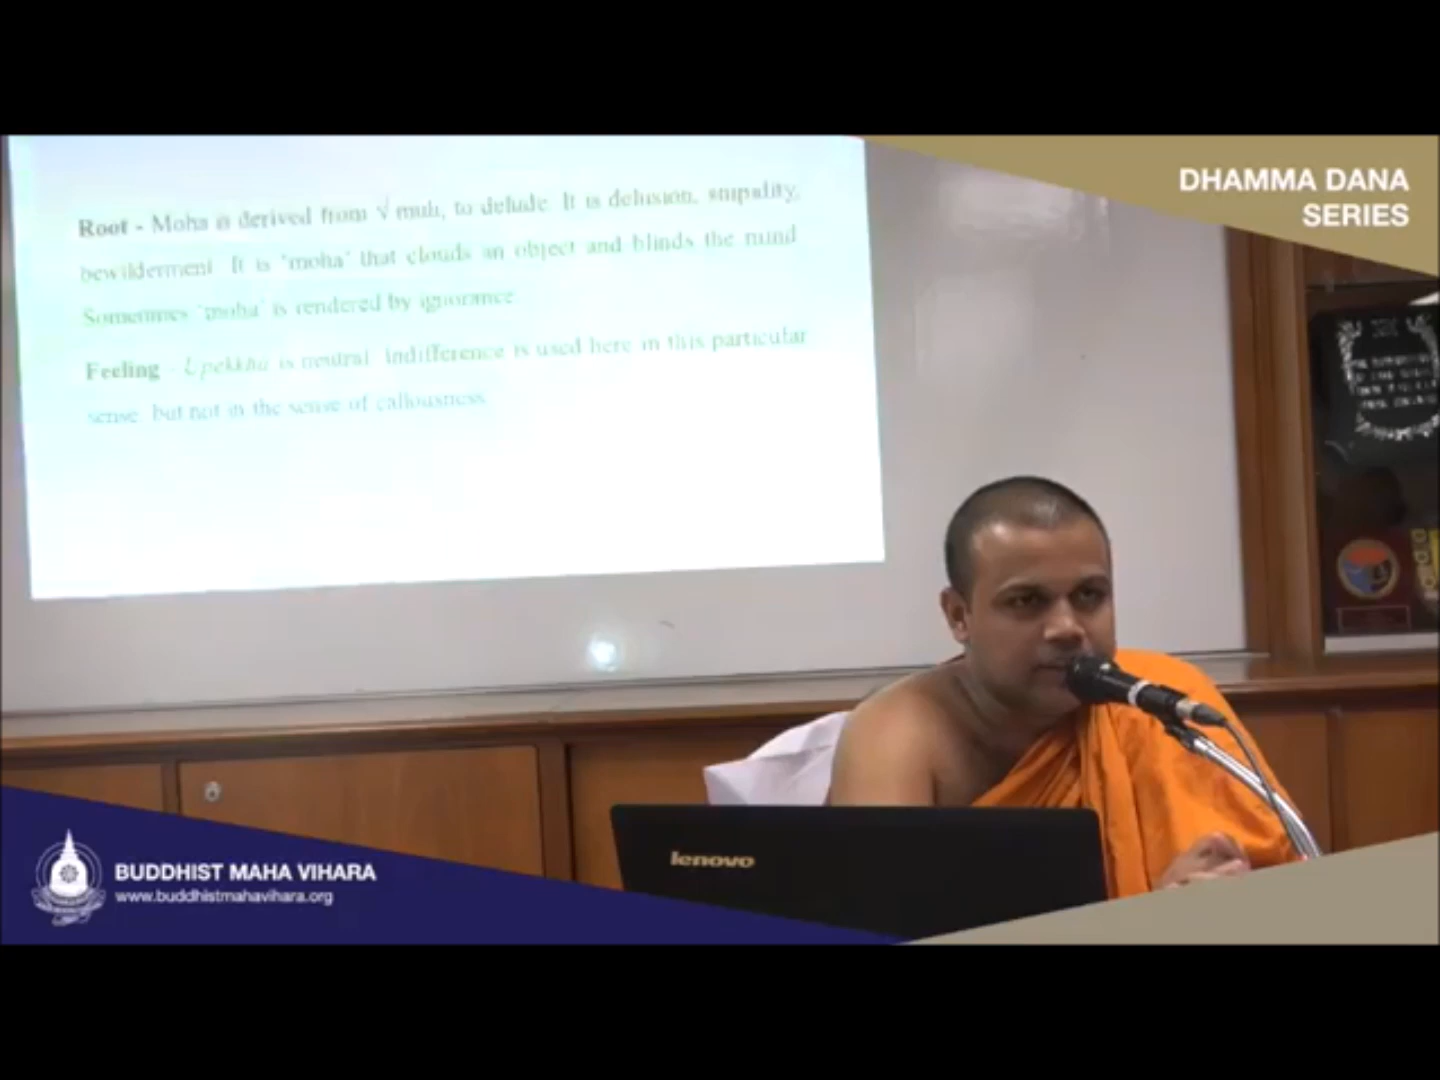 DHAMMA DANA
SERIES
Root - Moha is derived from √ muh, to delude. It is delusion, stupidity,
bewilderment. It is 'moha' that clouds an object and blinds the mind.
Sometimes 'moha' is rendered by ignorance.
Feeling - Upekkha is neutral. indifference is used here in this particular
sense, but not in the sense of callousness.
lenovo
BUDDHIST MAHA VIHARA
www.buddhistmahavihara.org